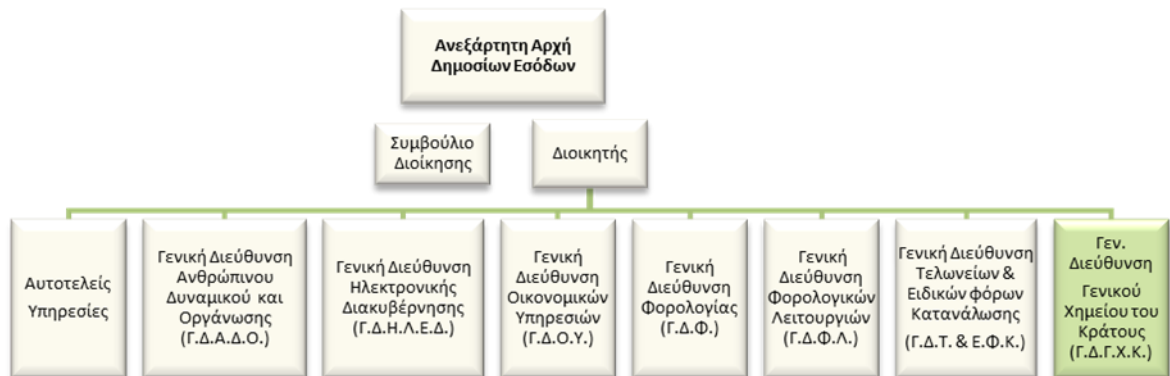 Ανεξάρτητη Αρχή
Δημοσίων Εσόδων
Συμβούλιο
Διοίκησης
Διοικητής
Αυτοτελείς
Υπηρεσίες
Γενική Διεύθυνση
Ανθρώπινου
Δυναμικού και
Οργάνωσης
(Γ.Δ.Α.Δ.Ο.)
Γενική Διεύθυνση
Ηλεκτρονικής
Διακυβέρνησης
(Γ.Δ.Η.Λ.Ε.Δ.)
Γενική
Διεύθυνση
Οικονομικών
Υπηρεσιών
(Γ.Δ.Ο.Υ.)
Γενική
Διεύθυνση
Φορολογίας
(Γ.Δ.Φ.)
Γενική
Διεύθυνση
Φορολογικών
Λειτουργιών
(Γ.Δ.Φ.Λ.)
Γενική Διεύθυνση
Τελωνείων &
Ειδικών φόρων
Κατανάλωσης
(Γ.Δ.Τ. & Ε.Φ.Κ.)
Γεν.
Διεύθυνση
Γενικού
Χημείου του
Κράτους
(Γ.Δ.Γ.Χ.Κ.)